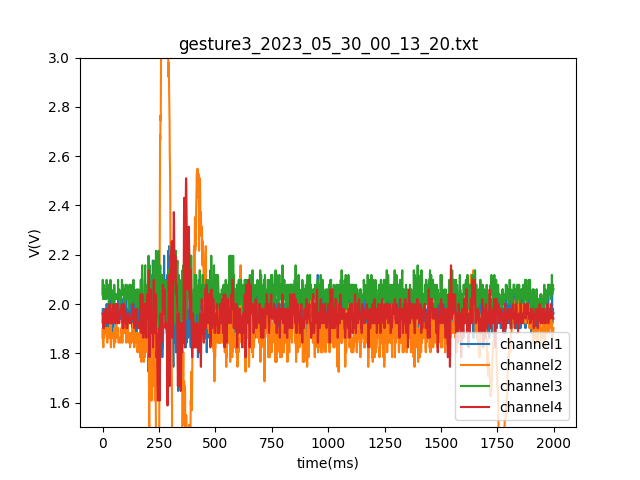 gesture3_2023_05_30_00_13_20.txt
3.0
2.8
2.6
2.4
2.2
2.0
1.8
1.6
V(V)
channel1
channel2
channel3
channel4
0 250 500 750 1000 1250 1500 1750 2000
time(ms)